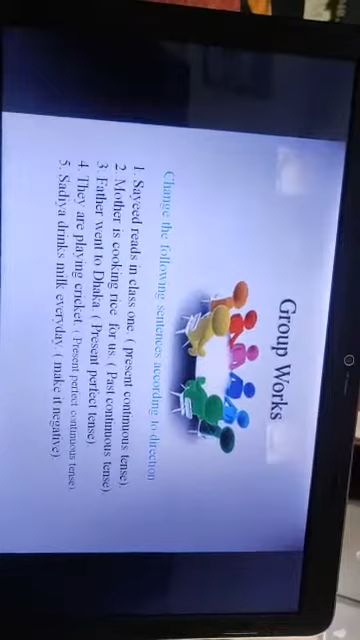 Group Works
Change the following sentences according to direction
1. Sayeed reads in class one. ( present continuous tense).
2. Mother is cooking rice for us. ( Past continuous tense)
3. Father went to Dhaka. ( Present perfect tense)
4. They are playing cricket. ( Present perfect continuous tense)
5. Sadiya drinks milk everyday. ( make it negative)